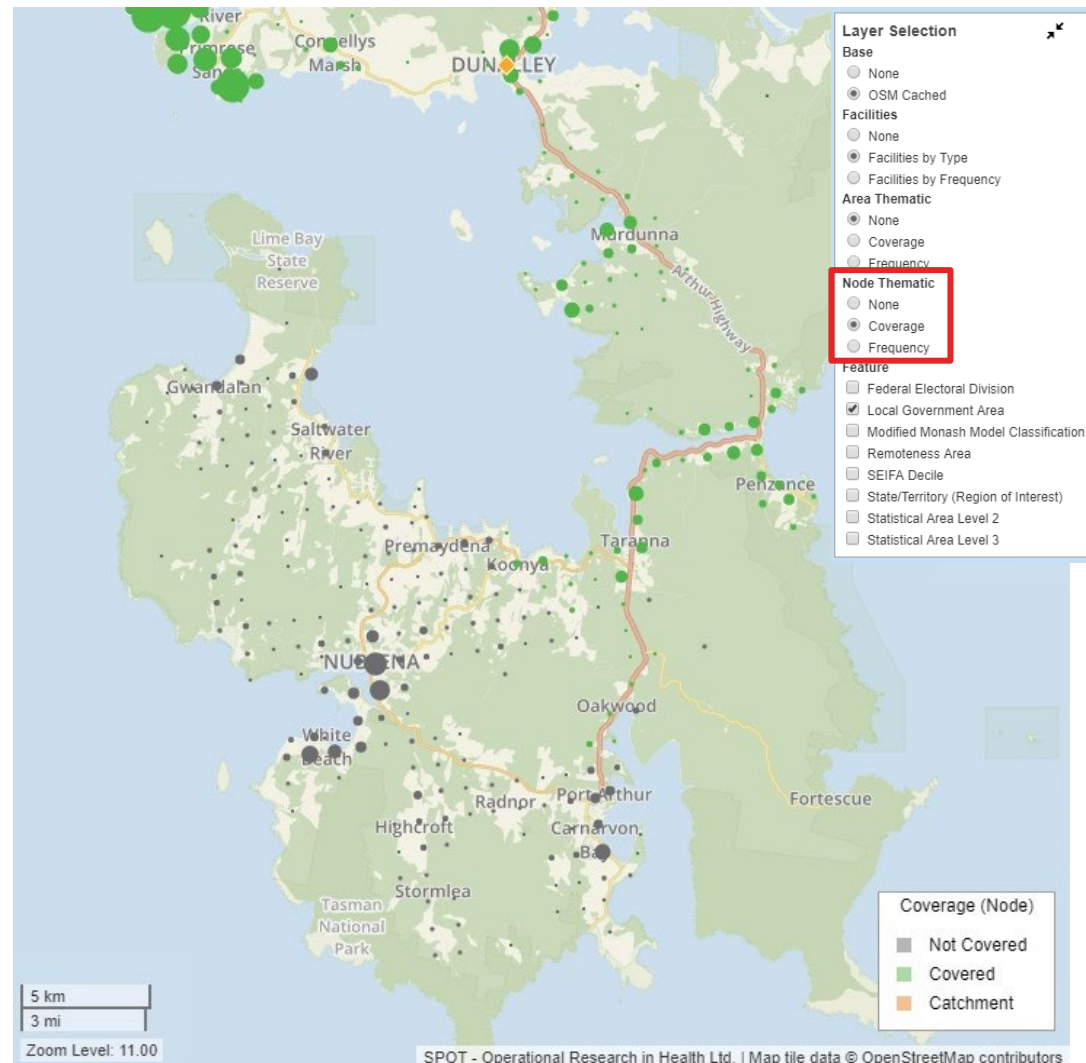 River
Primrose
Sands
Connellys
Marsh
DUNALLEY
Lime Bay
State
Reserve
Murdunna
Arthur Highway
Gwandalan
Saltwater
River
Penzance
Premaydena
Koonya
Taranna
NUBEENA
Oakwood
White
Beach
Radnor
Port Arthur
Fortescue
Highcroft
Carnarvon
Bay
Stormlea
Tasman
National
Park
Layer Selection
Base
None
OSM Cached
Facilities
None
Facilities by Type
Facilities by Frequency
Area Thematic
None
Coverage
Frequency
Node Thematic
None
Coverage
Frequency
Feature
Federal Electoral Division
Local Government Area
Modified Monash Model Classification
Remoteness Area
SEIFA Decile
State/Territory (Region of Interest)
Statistical Area Level 2
Statistical Area Level 3
Coverage (Node)
Not Covered
Covered
Catchment
5 km
3 mi
Zoom Level: 11.00
SPOT - Operational Research in Health Ltd. | Map tile data © OpenStreetMap contributors